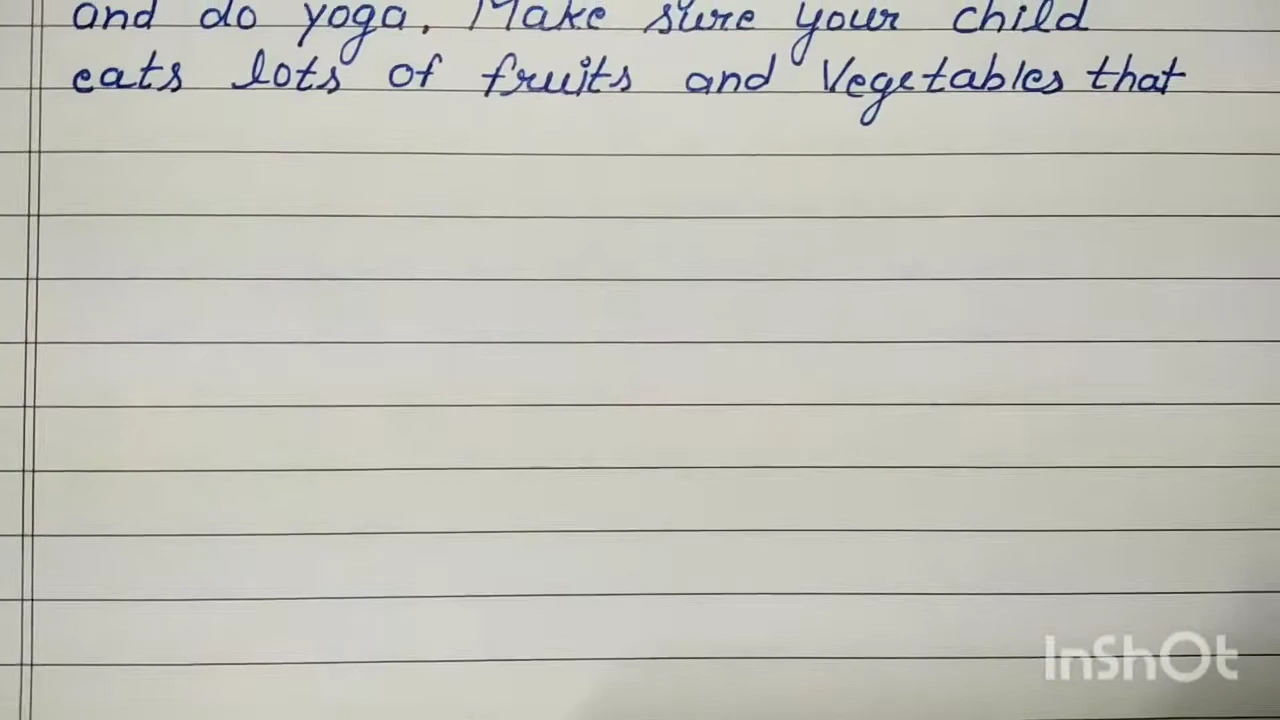 and do yoga. Make sure your child
eats lots of fruits and Vegetables that
InShOt